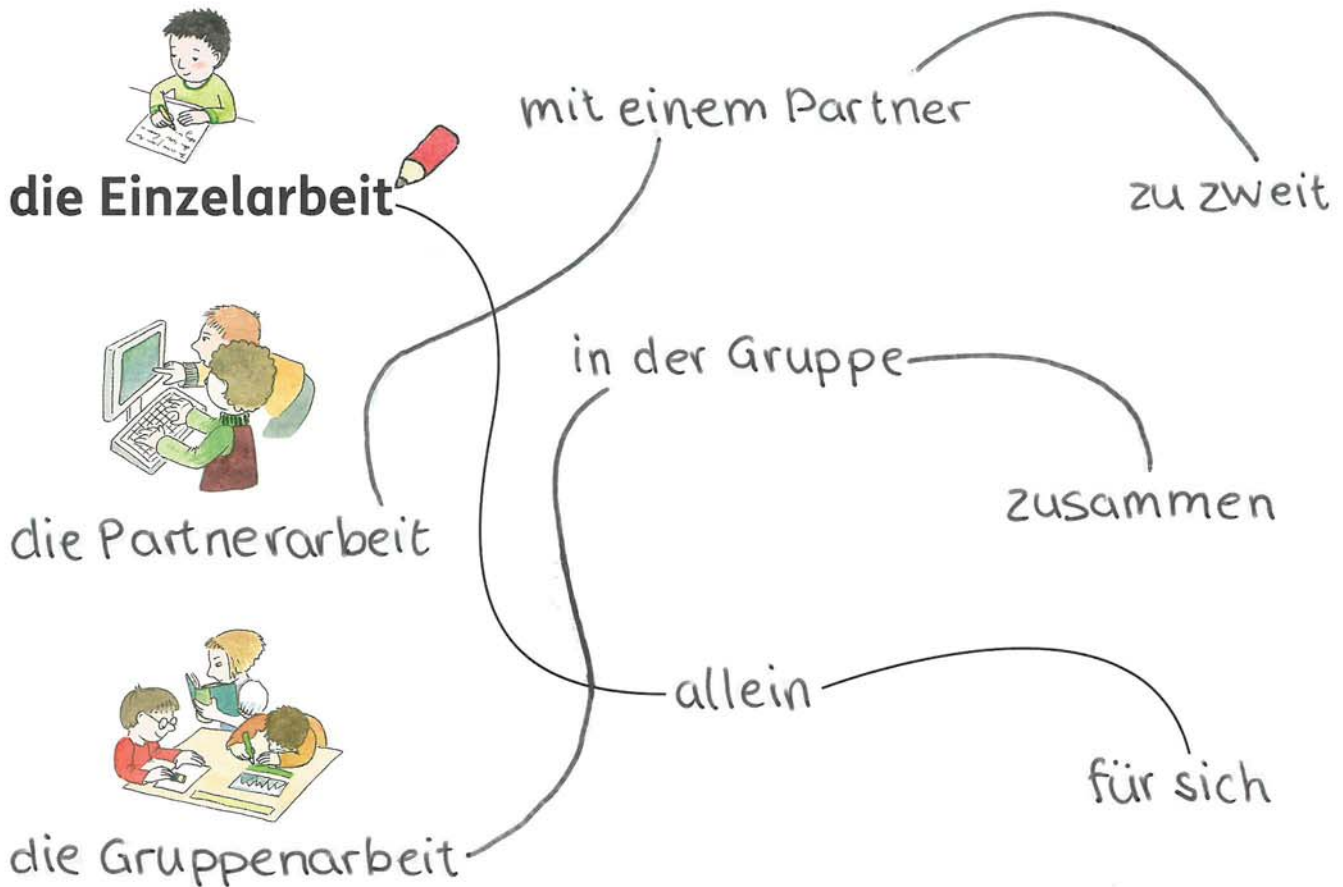 mit einem Partner
die Einzelarbeit
zu zweit
in der Gruppe
zusammen
die Partnerarbeit
allein
für sich
die Gruppenarbeit